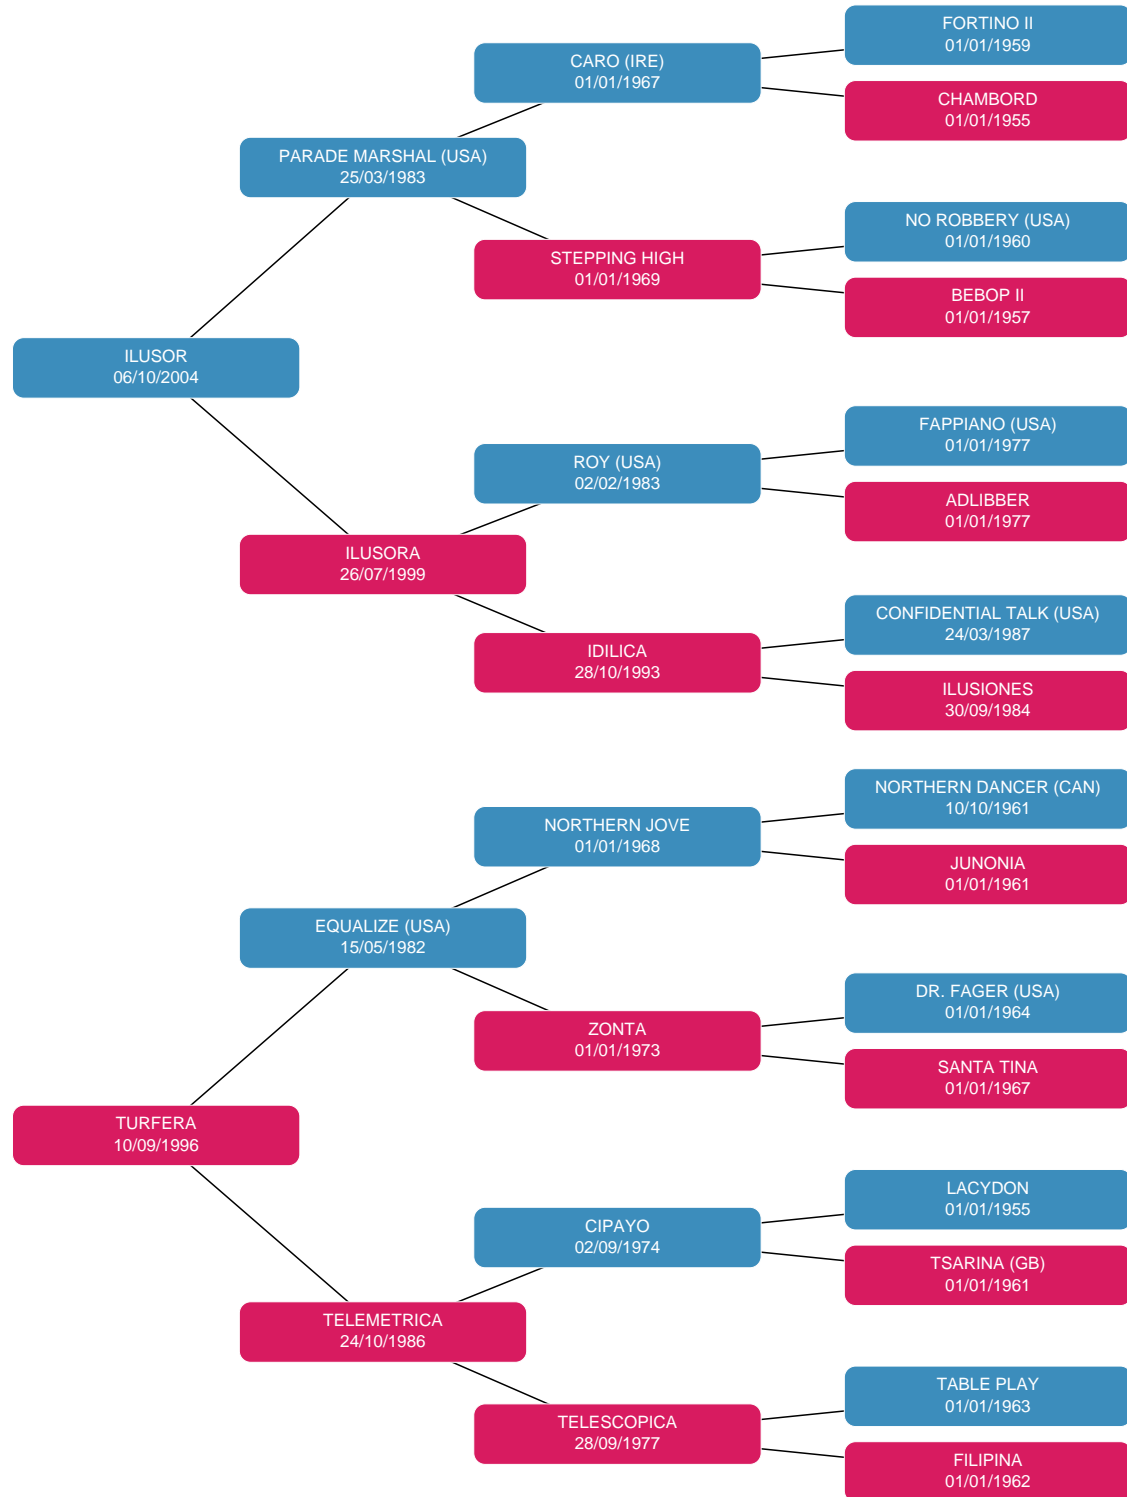 FORTINO II
01/01/1959
CARO (IRE)
01/01/1967
CHAMBORD
01/01/1955
PARADE MARSHAL (USA)
25/03/1983
NO ROBBERY (USA)
01/01/1960
STEPPING HIGH
01/01/1969
BEBOP II
01/01/1957
ILUSOR
06/10/2004
FAPPIANO (USA)
01/01/1977
ROY (USA)
02/02/1983
ADLIBBER
01/01/1977
ILUSORA
26/07/1999
CONFIDENTIAL TALK (USA)
24/03/1987
IDILICA
28/10/1993
ILUSIONES
30/09/1984
NORTHERN DANCER (CAN)
10/10/1961
NORTHERN JOVE
01/01/1968
JUNONIA
01/01/1961
EQUALIZE (USA)
15/05/1982
DR. FAGER (USA)
01/01/1964
ZONTA
01/01/1973
SANTA TINA
01/01/1967
TURFERA
10/09/1996
LACYDON
01/01/1955
CIPAYO
02/09/1974
TSARINA (GB)
01/01/1961
TELEMETRICA
24/10/1986
TABLE PLAY
01/01/1963
TELESCOPICA
28/09/1977
FILIPINA
01/01/1962